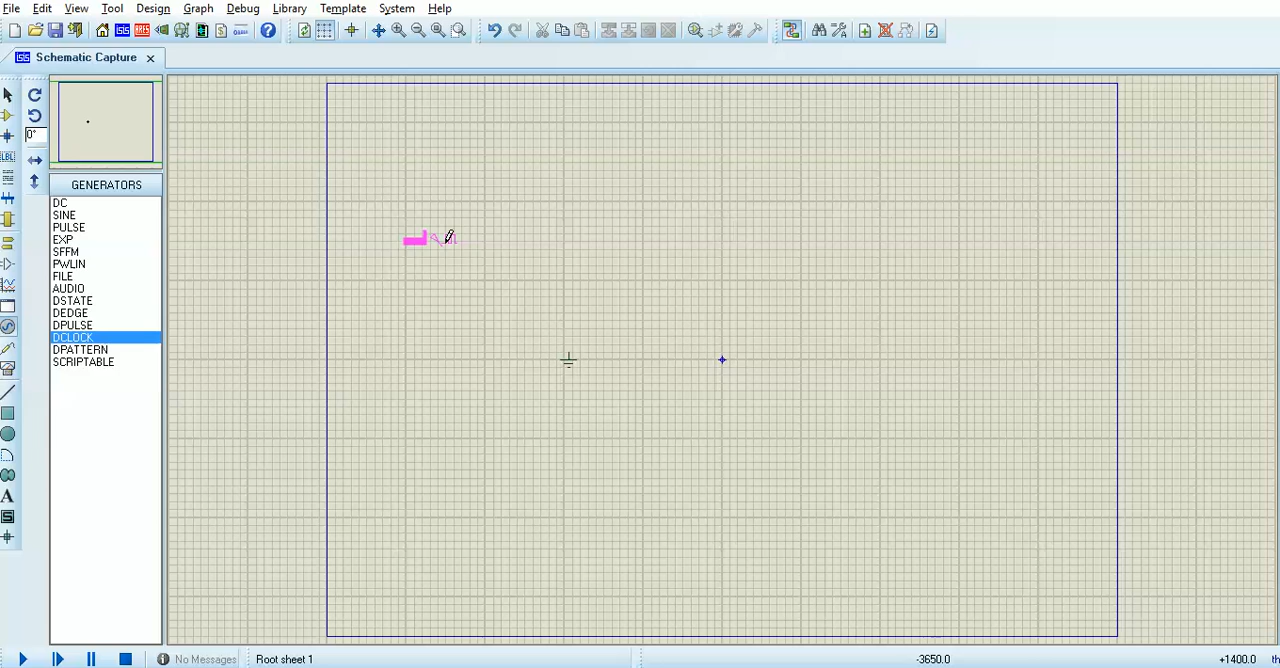 File Edit View Tool Design Graph Debug Library Template System Help
Schematic Capture
0°
LBL
GENERATORS
DC
SINE
PULSE
EXP
SFFM
PWLIN
FILE
AUDIO
DSTATE
DEDGE
DPULSE
DCLOCK
DPATTERN
SCRIPTABLE
A
S
No Messages Root sheet 1 -3650.0 +1400.0 th